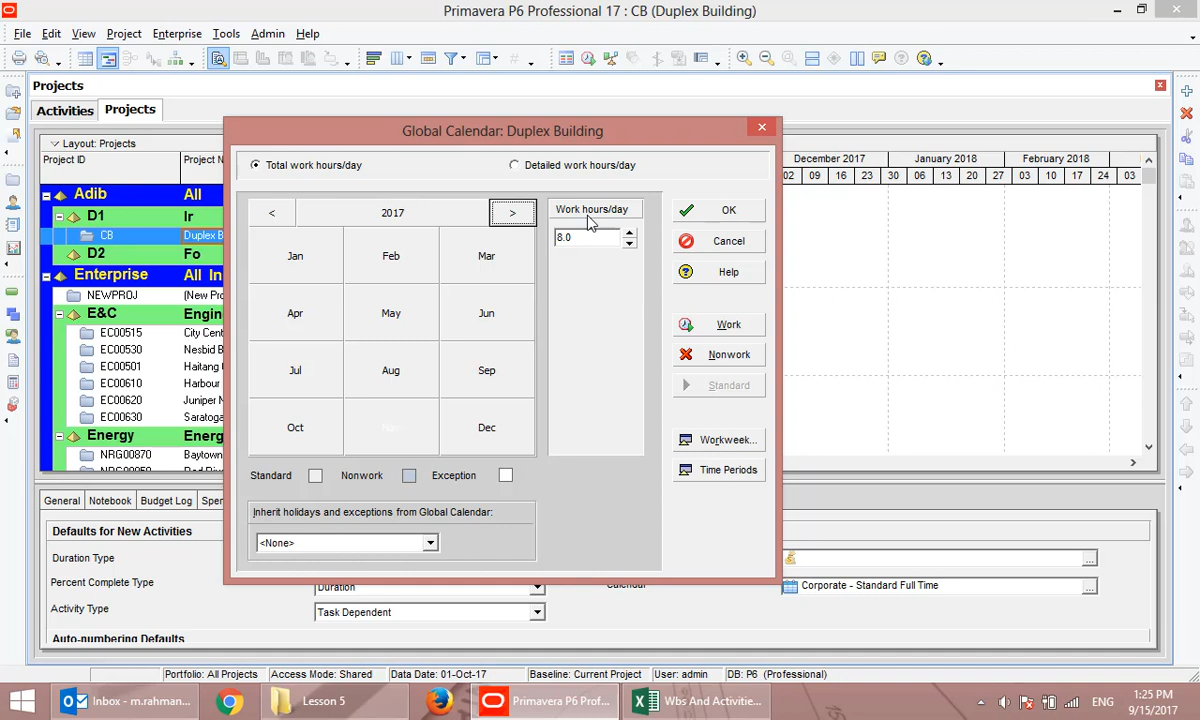 Primavera P6 Professional 17 : CB (Duplex Building)
File Edit View Project Enterprise Tools Admin Help
Projects
Activities Projects
Layout: Projects
Project ID Project N
December 2017 January 2018 February 2018
02 09 16 23 30 06 13 20 27 03 10 17 24 03
Adib All
D1 Ir
CB Duplex B
D2 Fo
Enterprise All In
NEWPROJ (New Pro
E&C Engin
EC00515 City Cent
EC00530 Nesbid B
EC00501 Haitang
EC00610 Harbour
EC00620 Juniper N
EC00630 Saratoga
Energy Energ
NRG00870 Baytown
Global Calendar: Duplex Building
Total work hours/day Detailed work hours/day
< 2017 >
Jan Feb Mar
Apr May Jun
Jul Aug Sep
Oct Nov Dec
Work hours/day
8.0
OK
Cancel
Help
Work
Nonwork
Standard
Workweek...
Time Periods
Standard Nonwork Exception
Inherit holidays and exceptions from Global Calendar:
<None>
General Notebook Budget Log Spen
Defaults for New Activities
Duration Type
Percent Complete Type Duration
Calendar Corporate - Standard Full Time
Activity Type Task Dependent
Auto-numbering Defaults
Portfolio: All Projects Access Mode: Shared Data Date: 01-Oct-17 Baseline: Current Project User: admin DB: P6 (Professional)
Inbox - m.rahman... Lesson 5 Primavera P6 Prof... Wbs And Activitie...
ENG
1:25 PM
9/15/2017